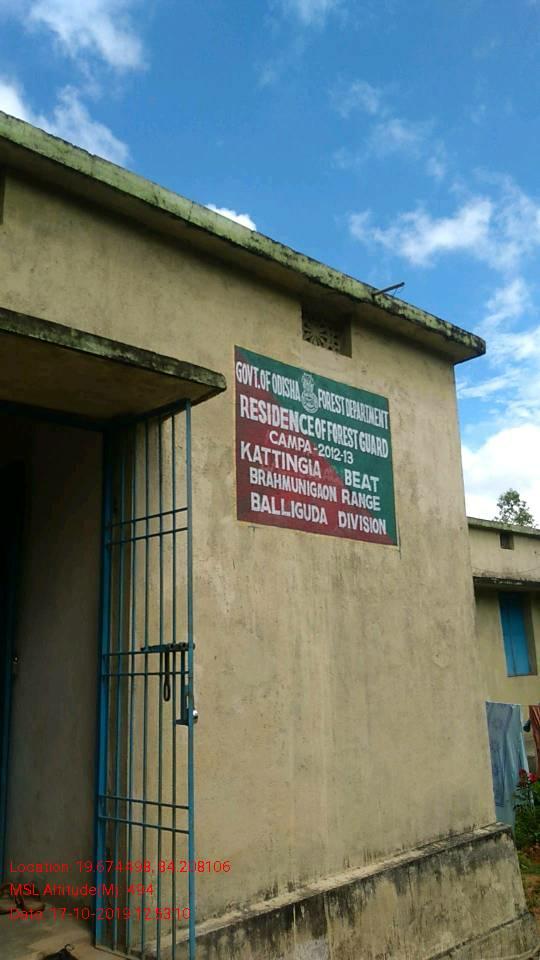 GOVT. OF ODISHA FOREST DEPARTMENT
RESIDENCE OF FOREST GUARD
CAMPA-2012-13
KATTINGIA BEAT
BRAHMUNIGAON RANGE
BALLIGUDA DIVISION
Location: 19.674498, 84.208106
MSL Altitude(M): 494
Date: 17-10-2019 12:53:10